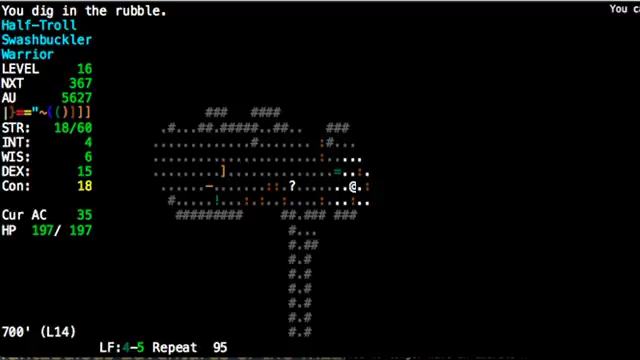 You dig in the rubble.
You ca
Half-Troll
Swashbuckler
Warrior
LEVEL 16
NXT 367
AU 5627
STR: 18/60
INT: 4
WIS: 6
DEX: 15
Con: 18
Cur AC 35
HP 197/ 197
700' (L14)
LF:4-5 Repeat 95